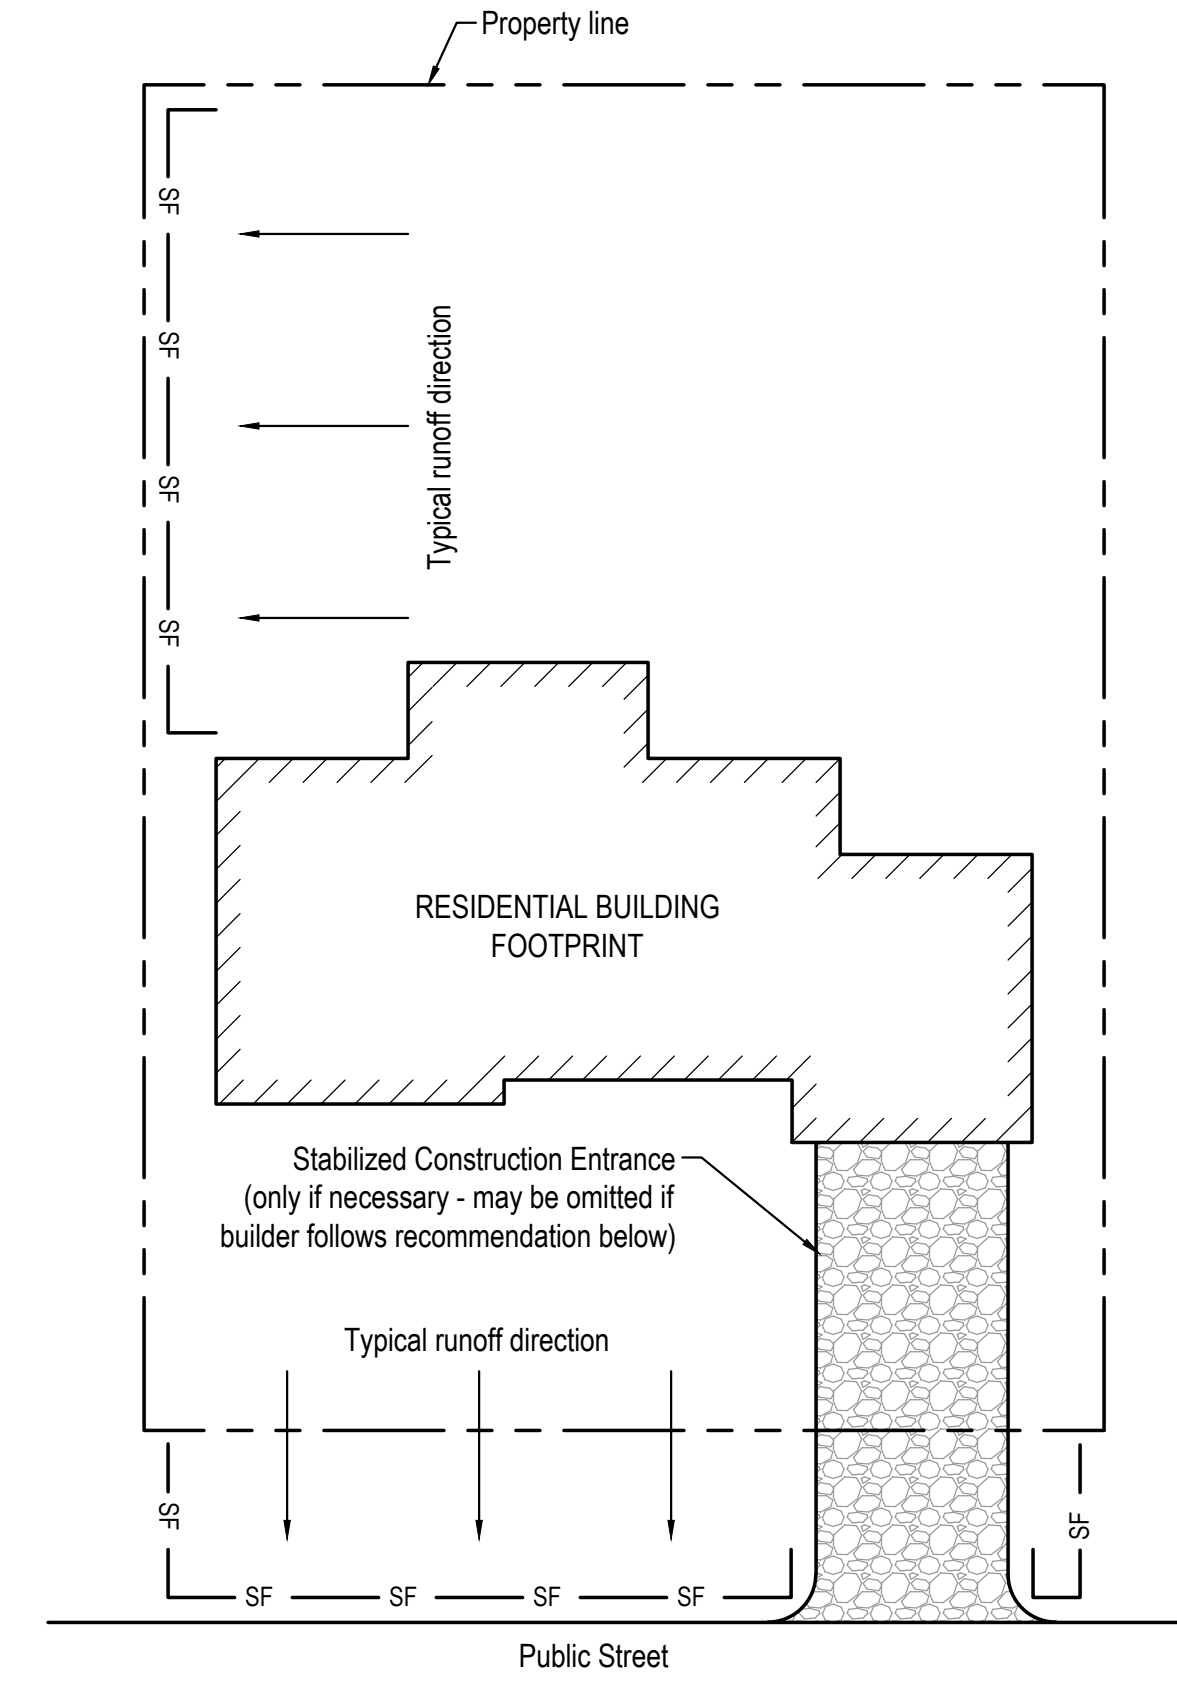 Property line
SF
SF
Typical runoff direction
SF
SF
RESIDENTIAL BUILDING
FOOTPRINT
Stabilized Construction Entrance
(only if necessary - may be omitted if
builder follows recommendation below)
Typical runoff direction
SF
SF
SF
SF
SF
SF
Public Street